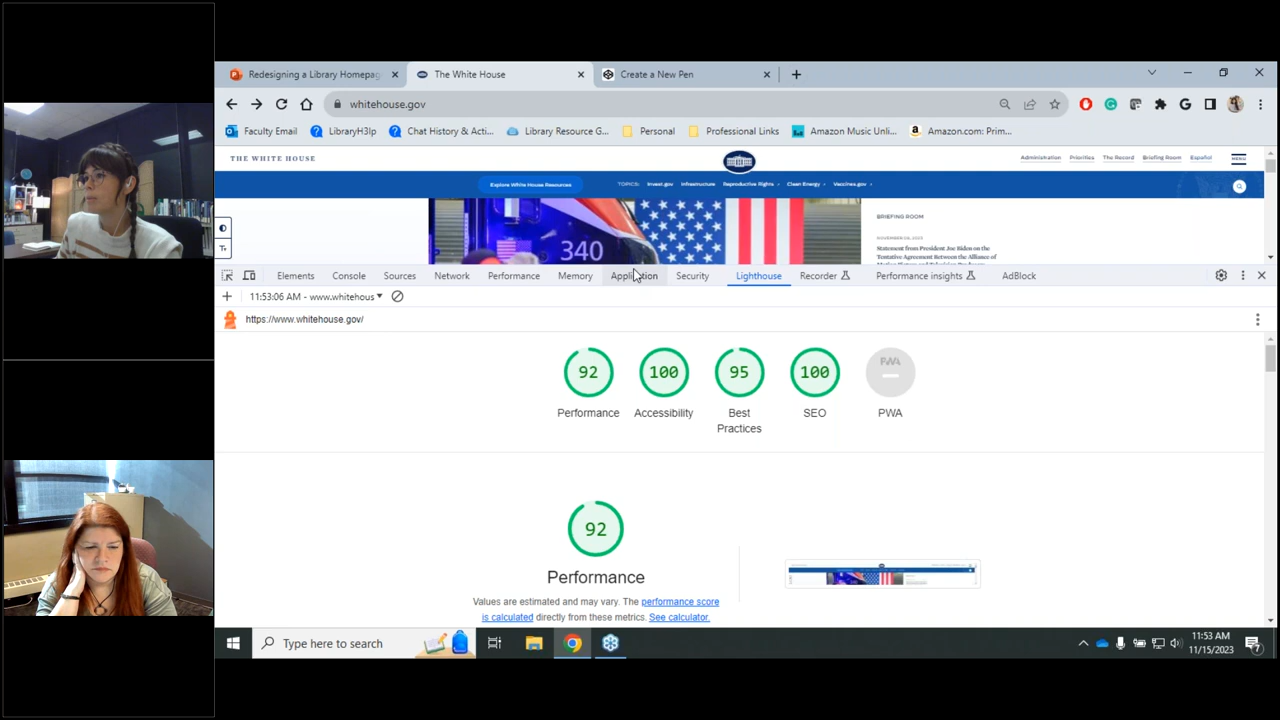 Redesigning a Library Homepag
The White House
Create a New Pen
whitehouse.gov
Faculty Email
LibraryH3lp
Chat History & Acti...
Library Resource G...
Personal
Professional Links
Amazon Music Unli...
Amazon.com: Prim...
THE WHITE HOUSE
Administration
Priorities
The Record
Briefing Room
Español
MENU
Explore White House Resources
TOPICS:
Invest.gov
Infrastructure
Reproductive Rights
Clean Energy
Vaccines.gov
340
BRIEFING ROOM
NOVEMBER 09, 2023
Statement from President Joe Biden on the
Tentative Agreement Between the Alliance of
Elements
Console
Sources
Network
Performance
Memory
Application
Security
Lighthouse
Recorder
Performance insights
AdBlock
11:53:06 AM - www.whitehous
https://www.whitehouse.gov/
92
100
95
100
PWA
Performance
Accessibility
Best
Practices
SEO
PWA
92
Performance
Values are estimated and may vary. The performance score
is calculated directly from these metrics. See calculator.
Type here to search
11:53 AM
11/15/2023
7